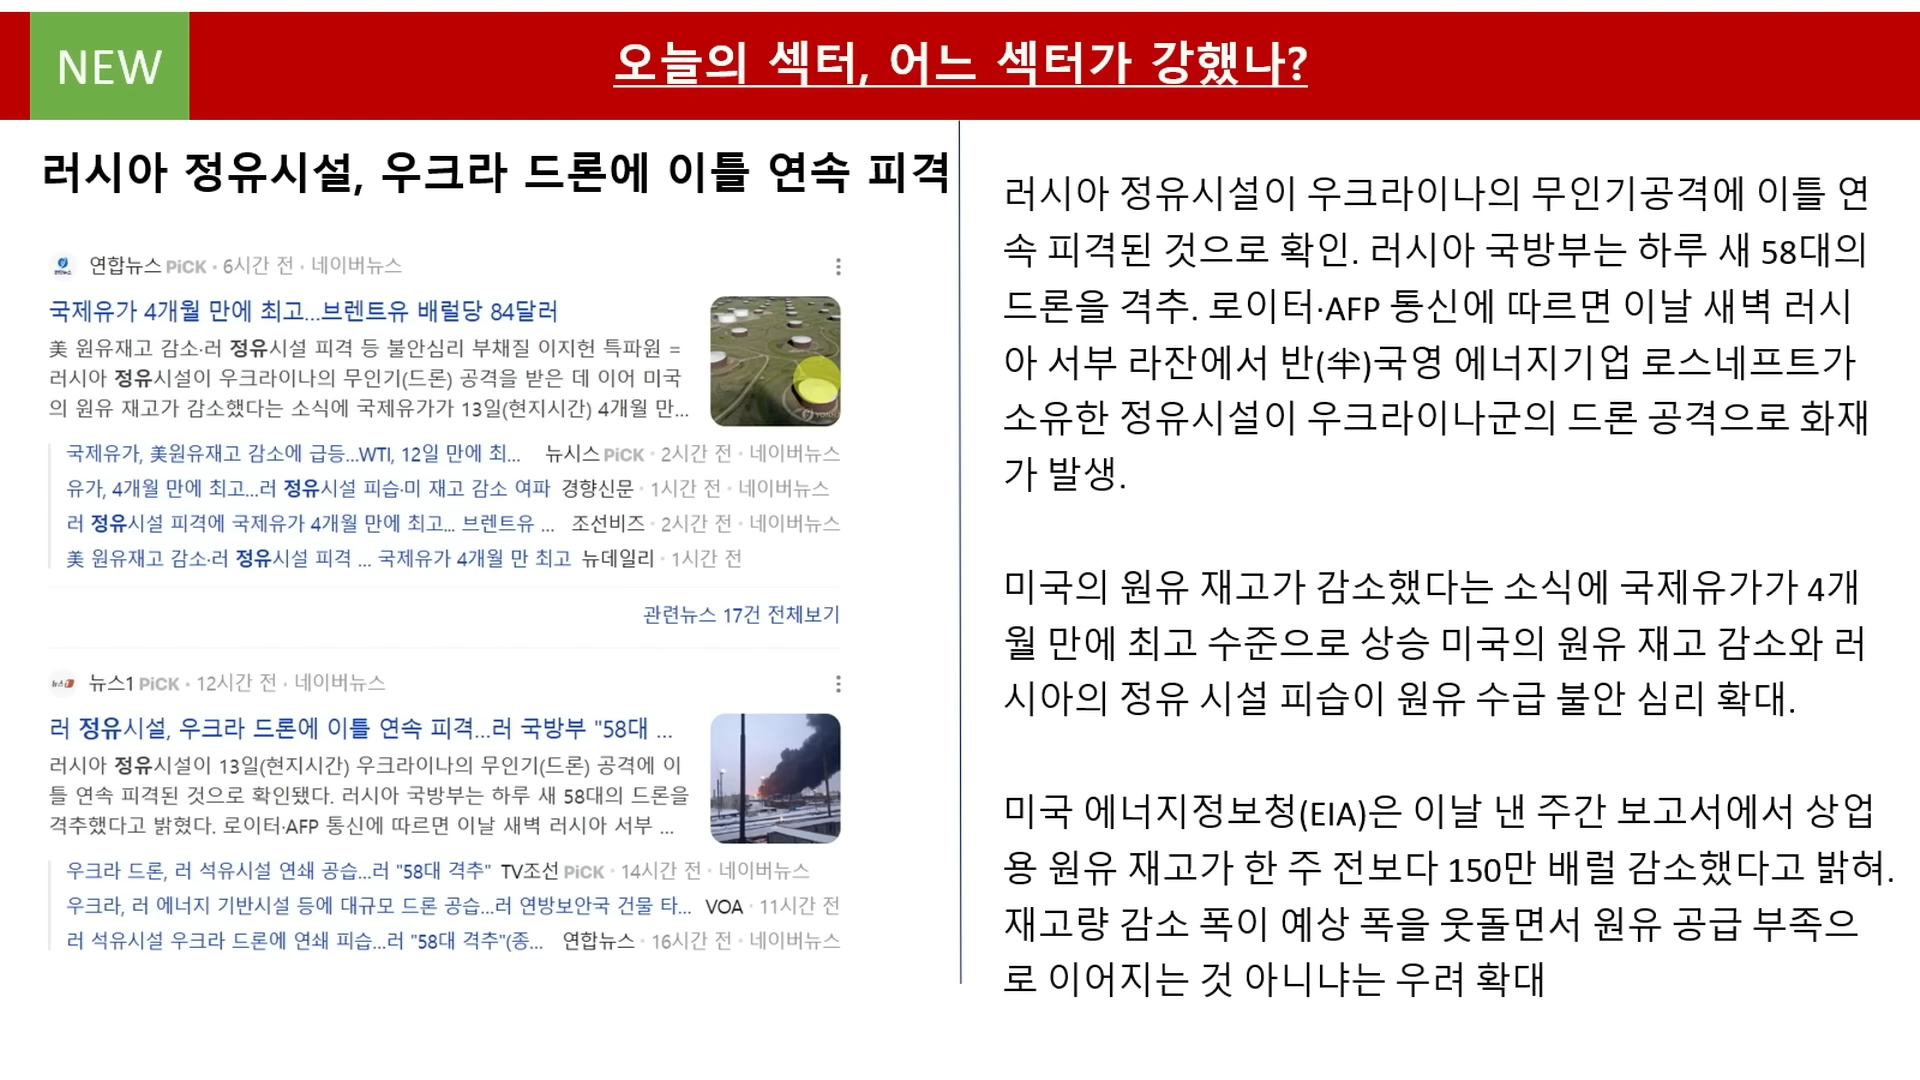 NEW
오늘의 섹터, 어느 섹터가 강했나?
러시아 정유시설, 우크라 드론에 이틀 연속 피격
연합뉴스 PiCK · 6시간 전 · 네이버뉴스
국제유가 4개월 만에 최고...브렌트유 배럴당 84달러
美 원유재고 감소·러 정유시설 피격 등 불안심리 부채질 이지헌 특파원 =
러시아 정유시설이 우크라이나의 무인기(드론) 공격을 받은 데 이어 미국
의 원유 재고가 감소했다는 소식에 국제유가가 13일(현지시간) 4개월 만...
국제유가, 美원유재고 감소에 급등...WTI, 12일 만에 최... 뉴시스 PiCK · 2시간 전 · 네이버뉴스
유가, 4개월 만에 최고...러 정유시설 피습·미 재고 감소 여파 경향신문 · 1시간 전 · 네이버뉴스
러 정유시설 피격에 국제유가 4개월 만에 최고... 브렌트유 ... 조선비즈 · 2시간 전 · 네이버뉴스
美 원유재고 감소·러 정유시설 피격 ... 국제유가 4개월 만 최고 뉴데일리 · 1시간 전
관련뉴스 17건 전체보기
뉴스1 PiCK · 12시간 전 · 네이버뉴스
러 정유시설, 우크라 드론에 이틀 연속 피격...러 국방부 "58대 ...
러시아 정유시설이 13일(현지시간) 우크라이나의 무인기(드론) 공격에 이
틀 연속 피격된 것으로 확인됐다. 러시아 국방부는 하루 새 58대의 드론을
격추했다고 밝혔다. 로이터·AFP 통신에 따르면 이날 새벽 러시아 서부 ...
우크라 드론, 러 석유시설 연쇄 공습...러 "58대 격추" TV조선 PiCK · 14시간 전 · 네이버뉴스
우크라, 러 에너지 기반시설 등에 대규모 드론 공습...러 연방보안국 건물 타... VOA · 11시간 전
러 석유시설 우크라 드론에 연쇄 피습...러 "58대 격추"(종... 연합뉴스 · 16시간 전 · 네이버뉴스
러시아 정유시설이 우크라이나의 무인기공격에 이틀 연
속 피격된 것으로 확인. 러시아 국방부는 하루 새 58대의
드론을 격추. 로이터·AFP 통신에 따르면 이날 새벽 러시
아 서부 랴잔에서 반(半)국영 에너지기업 로스네프트가
소유한 정유시설이 우크라이나군의 드론 공격으로 화재
가 발생.
미국의 원유 재고가 감소했다는 소식에 국제유가가 4개
월 만에 최고 수준으로 상승 미국의 원유 재고 감소와 러
시아의 정유 시설 피습이 원유 수급 불안 심리 확대.
미국 에너지정보청(EIA)은 이날 낸 주간 보고서에서 상업
용 원유 재고가 한 주 전보다 150만 배럴 감소했다고 밝혀.
재고량 감소 폭이 예상 폭을 웃돌면서 원유 공급 부족으
로 이어지는 것 아니냐는 우려 확대